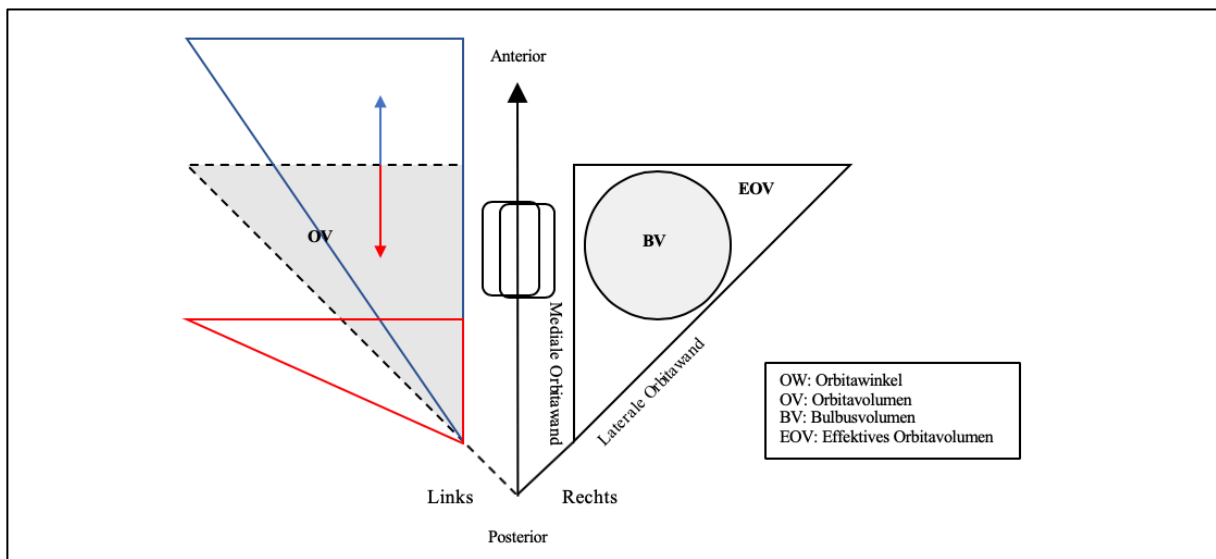 Anterior
OV
BV
EOV
Mediale Orbitawand
Laterale Orbitawand
Links
Rechts
Posterior
OW: Orbitawinkel
OV: Orbitavolumen
BV: Bulbusvolumen
EOV: Effektives Orbitavolumen